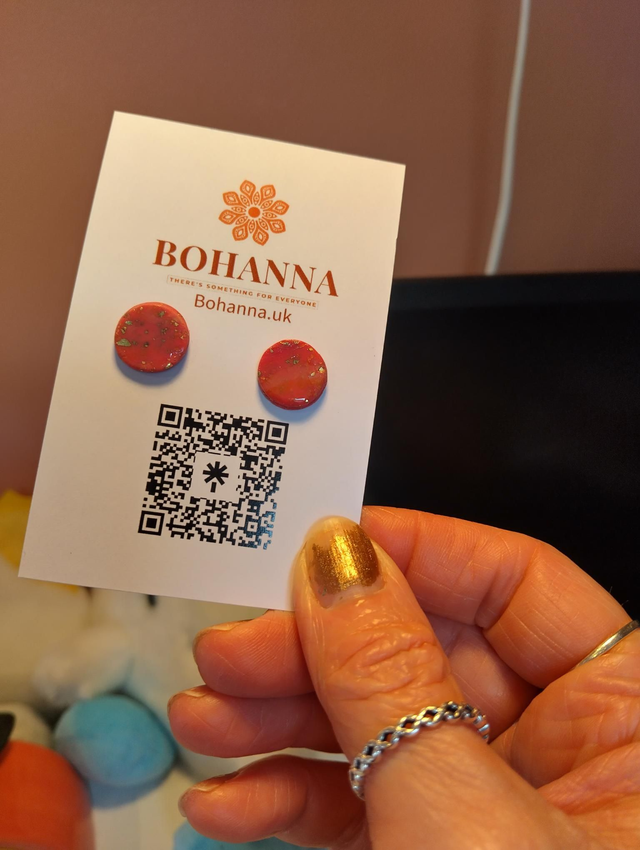 BOHANNA
THERE'S SOMETHING FOR EVERYONE
Bohanna.uk